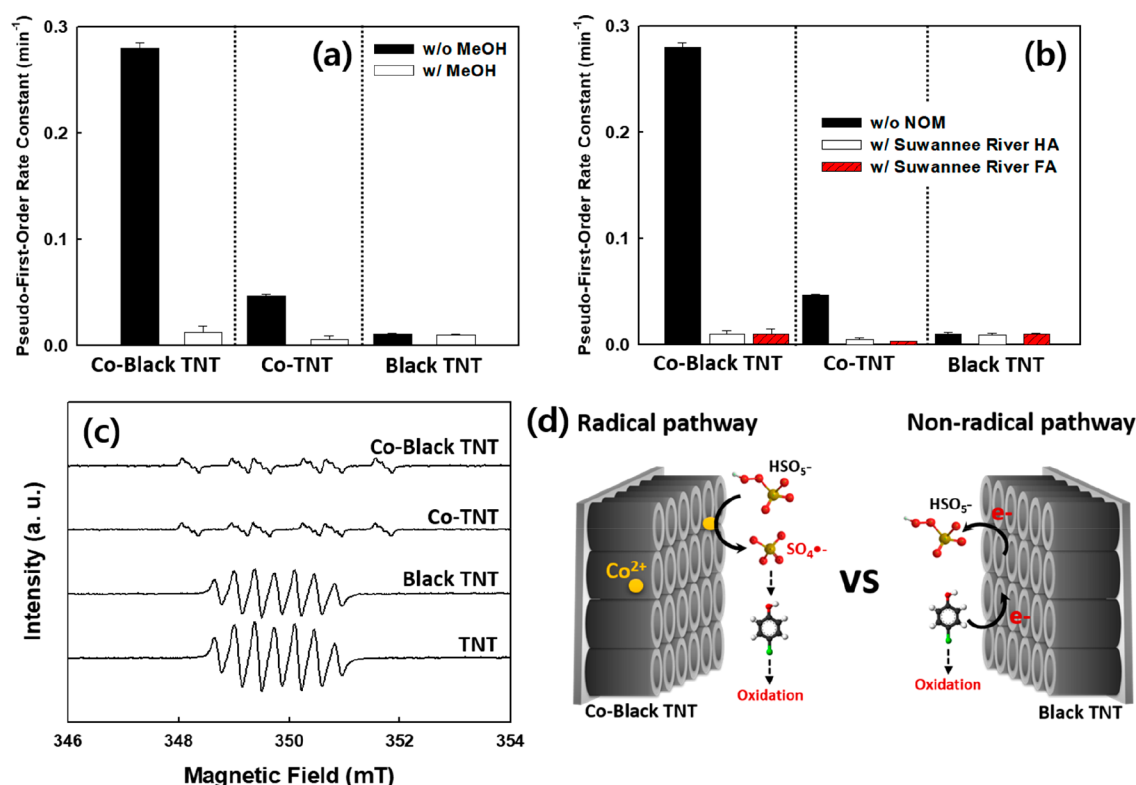 (a)
Pseudo-First-Order Rate Constant (min⁻¹)
0.3
0.2
0.1
0.0
w/o MeOH
w/ MeOH
Co-Black TNT
Co-TNT
Black TNT
(b)
Pseudo-First-Order Rate Constant (min⁻¹)
0.3
0.2
0.1
0.0
w/o NOM
w/ Suwannee River HA
w/ Suwannee River FA
Co-Black TNT
Co-TNT
Black TNT
(c)
Intensity (a. u.)
Co-Black TNT
Co-TNT
Black TNT
TNT
346
348
350
352
354
Magnetic Field (mT)
(d)
Radical pathway
HSO₅⁻
SO₄•⁻
Co²⁺
Oxidation
Co-Black TNT
VS
Non-radical pathway
HSO₅⁻
e-
e-
Oxidation
Black TNT